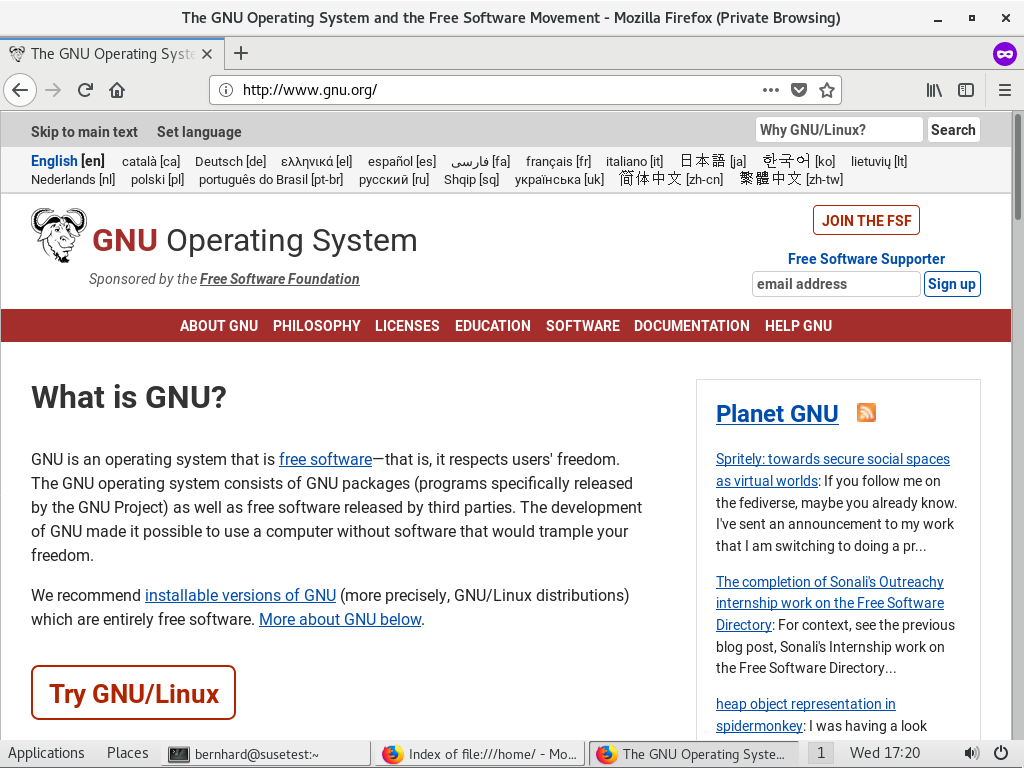 The GNU Operating System and the Free Software Movement - Mozilla Firefox (Private Browsing)
The GNU Operating Syste
http://www.gnu.org/
Skip to main text Set language
Why GNU/Linux? Search
English [en] català [ca] Deutsch [de] ελληνικά [el] español [es] فارسی [fa] français [fr] italiano [it] 日本語 [ja] 한국어 [ko] lietuvių [lt]
Nederlands [nl] polski [pl] português do Brasil [pt-br] русский [ru] Shqip [sq] українська [uk] 简体中文 [zh-cn] 繁體中文 [zh-tw]
GNU Operating System
Sponsored by the Free Software Foundation
JOIN THE FSF
Free Software Supporter
email address Sign up
ABOUT GNU PHILOSOPHY LICENSES EDUCATION SOFTWARE DOCUMENTATION HELP GNU
What is GNU?
GNU is an operating system that is free software—that is, it respects users' freedom.
The GNU operating system consists of GNU packages (programs specifically released
by the GNU Project) as well as free software released by third parties. The development
of GNU made it possible to use a computer without software that would trample your
freedom.
We recommend installable versions of GNU (more precisely, GNU/Linux distributions)
which are entirely free software. More about GNU below.
Try GNU/Linux
Planet GNU
Spritely: towards secure social spaces
as virtual worlds: If you follow me on
the fediverse, maybe you already know.
I've sent an announcement to my work
that I am switching to doing a pr...
The completion of Sonali's Outreachy
internship work on the Free Software
Directory: For context, see the previous
blog post, Sonali's Internship work on
the Free Software Directory...
heap object representation in
spidermonkey: I was having a look
Applications Places bernhard@susetest:~ Index of file:///home/ - Mo... The GNU Operating Syste... 1 Wed 17:20